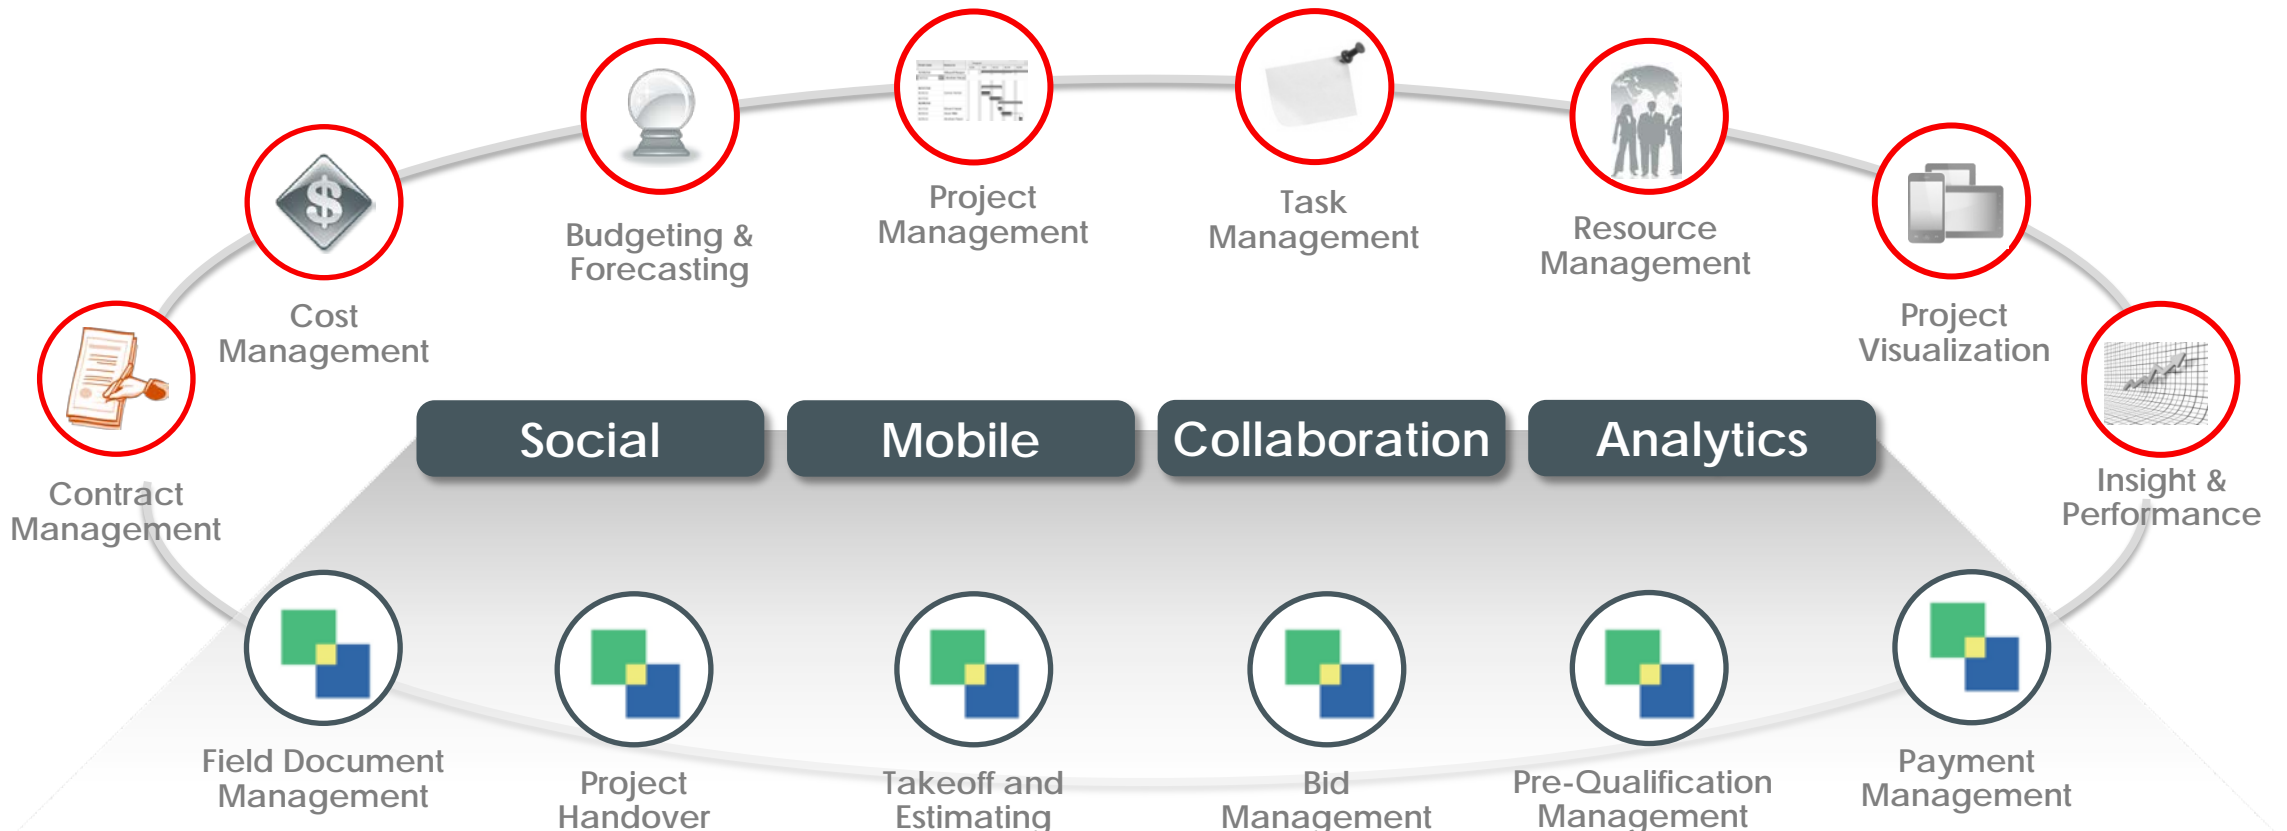 Project
Management
Task
Management
Budgeting &
Forecasting
Resource
Management
Cost
Management
Project
Visualization
Contract
Management
Insight &
Performance
Social
Mobile
Collaboration
Analytics
Field Document
Management
Project
Handover
Takeoff and
Estimating
Bid
Management
Pre-Qualification
Management
Payment
Management